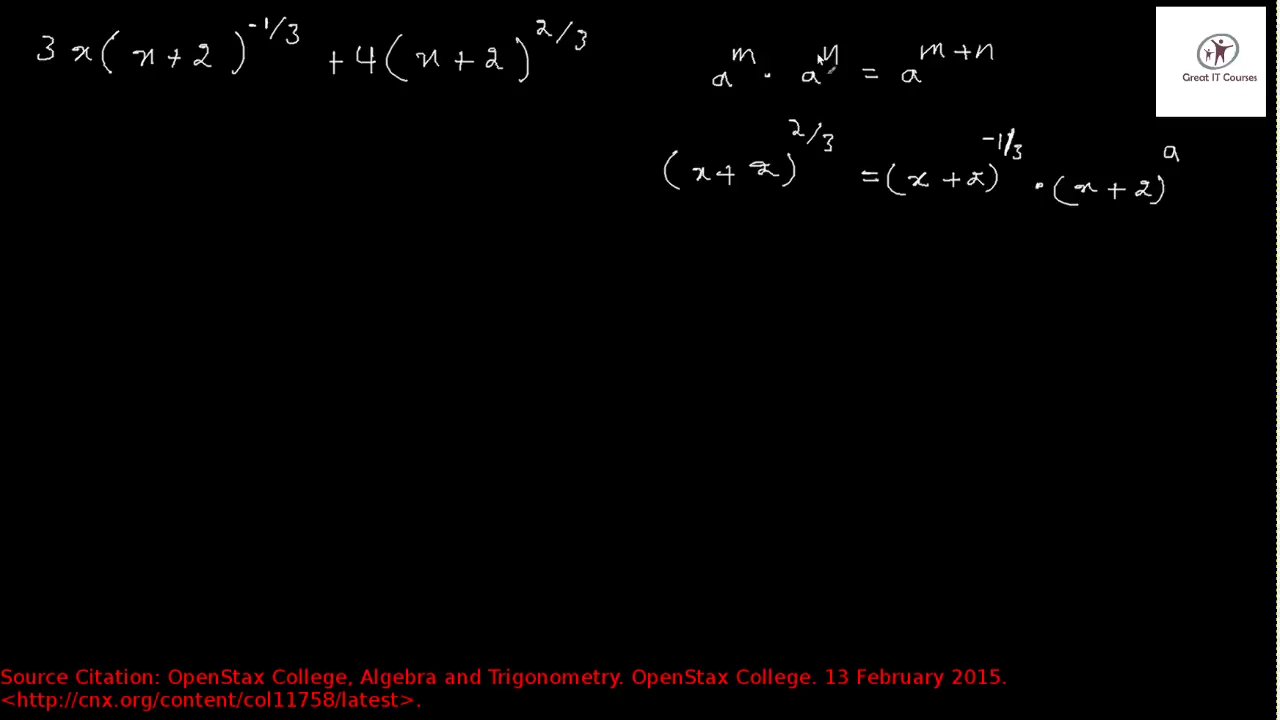 3x(x+2)^{-1/3} + 4(x+2)^{2/3}
a^m · a^n = a^{m+n}
Great IT Courses
(x+2)^{2/3} = (x+2)^{-1/3} · (x+2)^a
Source Citation: OpenStax College, Algebra and Trigonometry. OpenStax College. 13 February 2015.
<http://cnx.org/content/col11758/latest>.